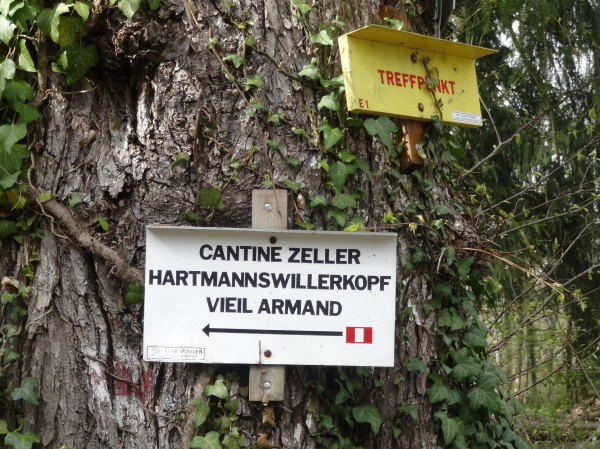 TREFFPUNKT
E1
CANTINE ZELLER
HARTMANNSWILLERKOPF
VIEIL ARMAND